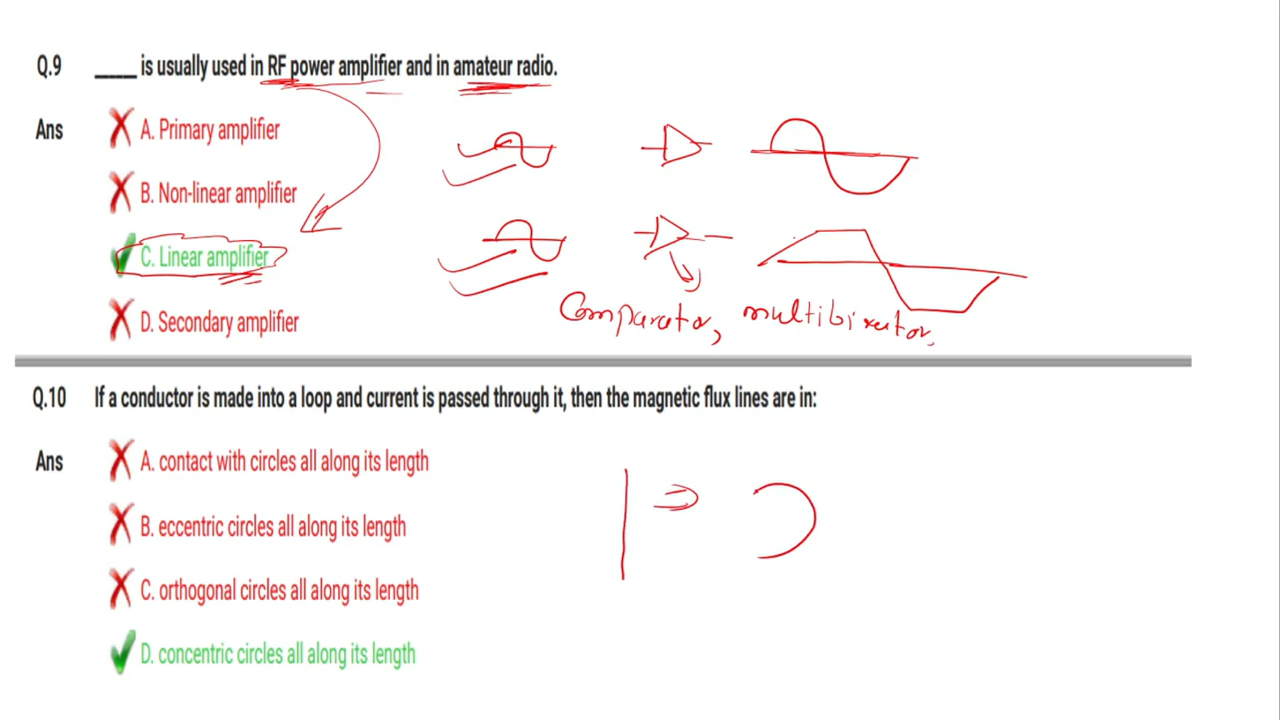 Q.9 _____ is usually used in RF power amplifier and in amateur radio.
Ans A. Primary amplifier
B. Non-linear amplifier
C. Linear amplifier
D. Secondary amplifier
Comparator, multibirator,
Q.10 If a conductor is made into a loop and current is passed through it, then the magnetic flux lines are in:
Ans A. contact with circles all along its length
B. eccentric circles all along its length
C. orthogonal circles all along its length
D. concentric circles all along its length